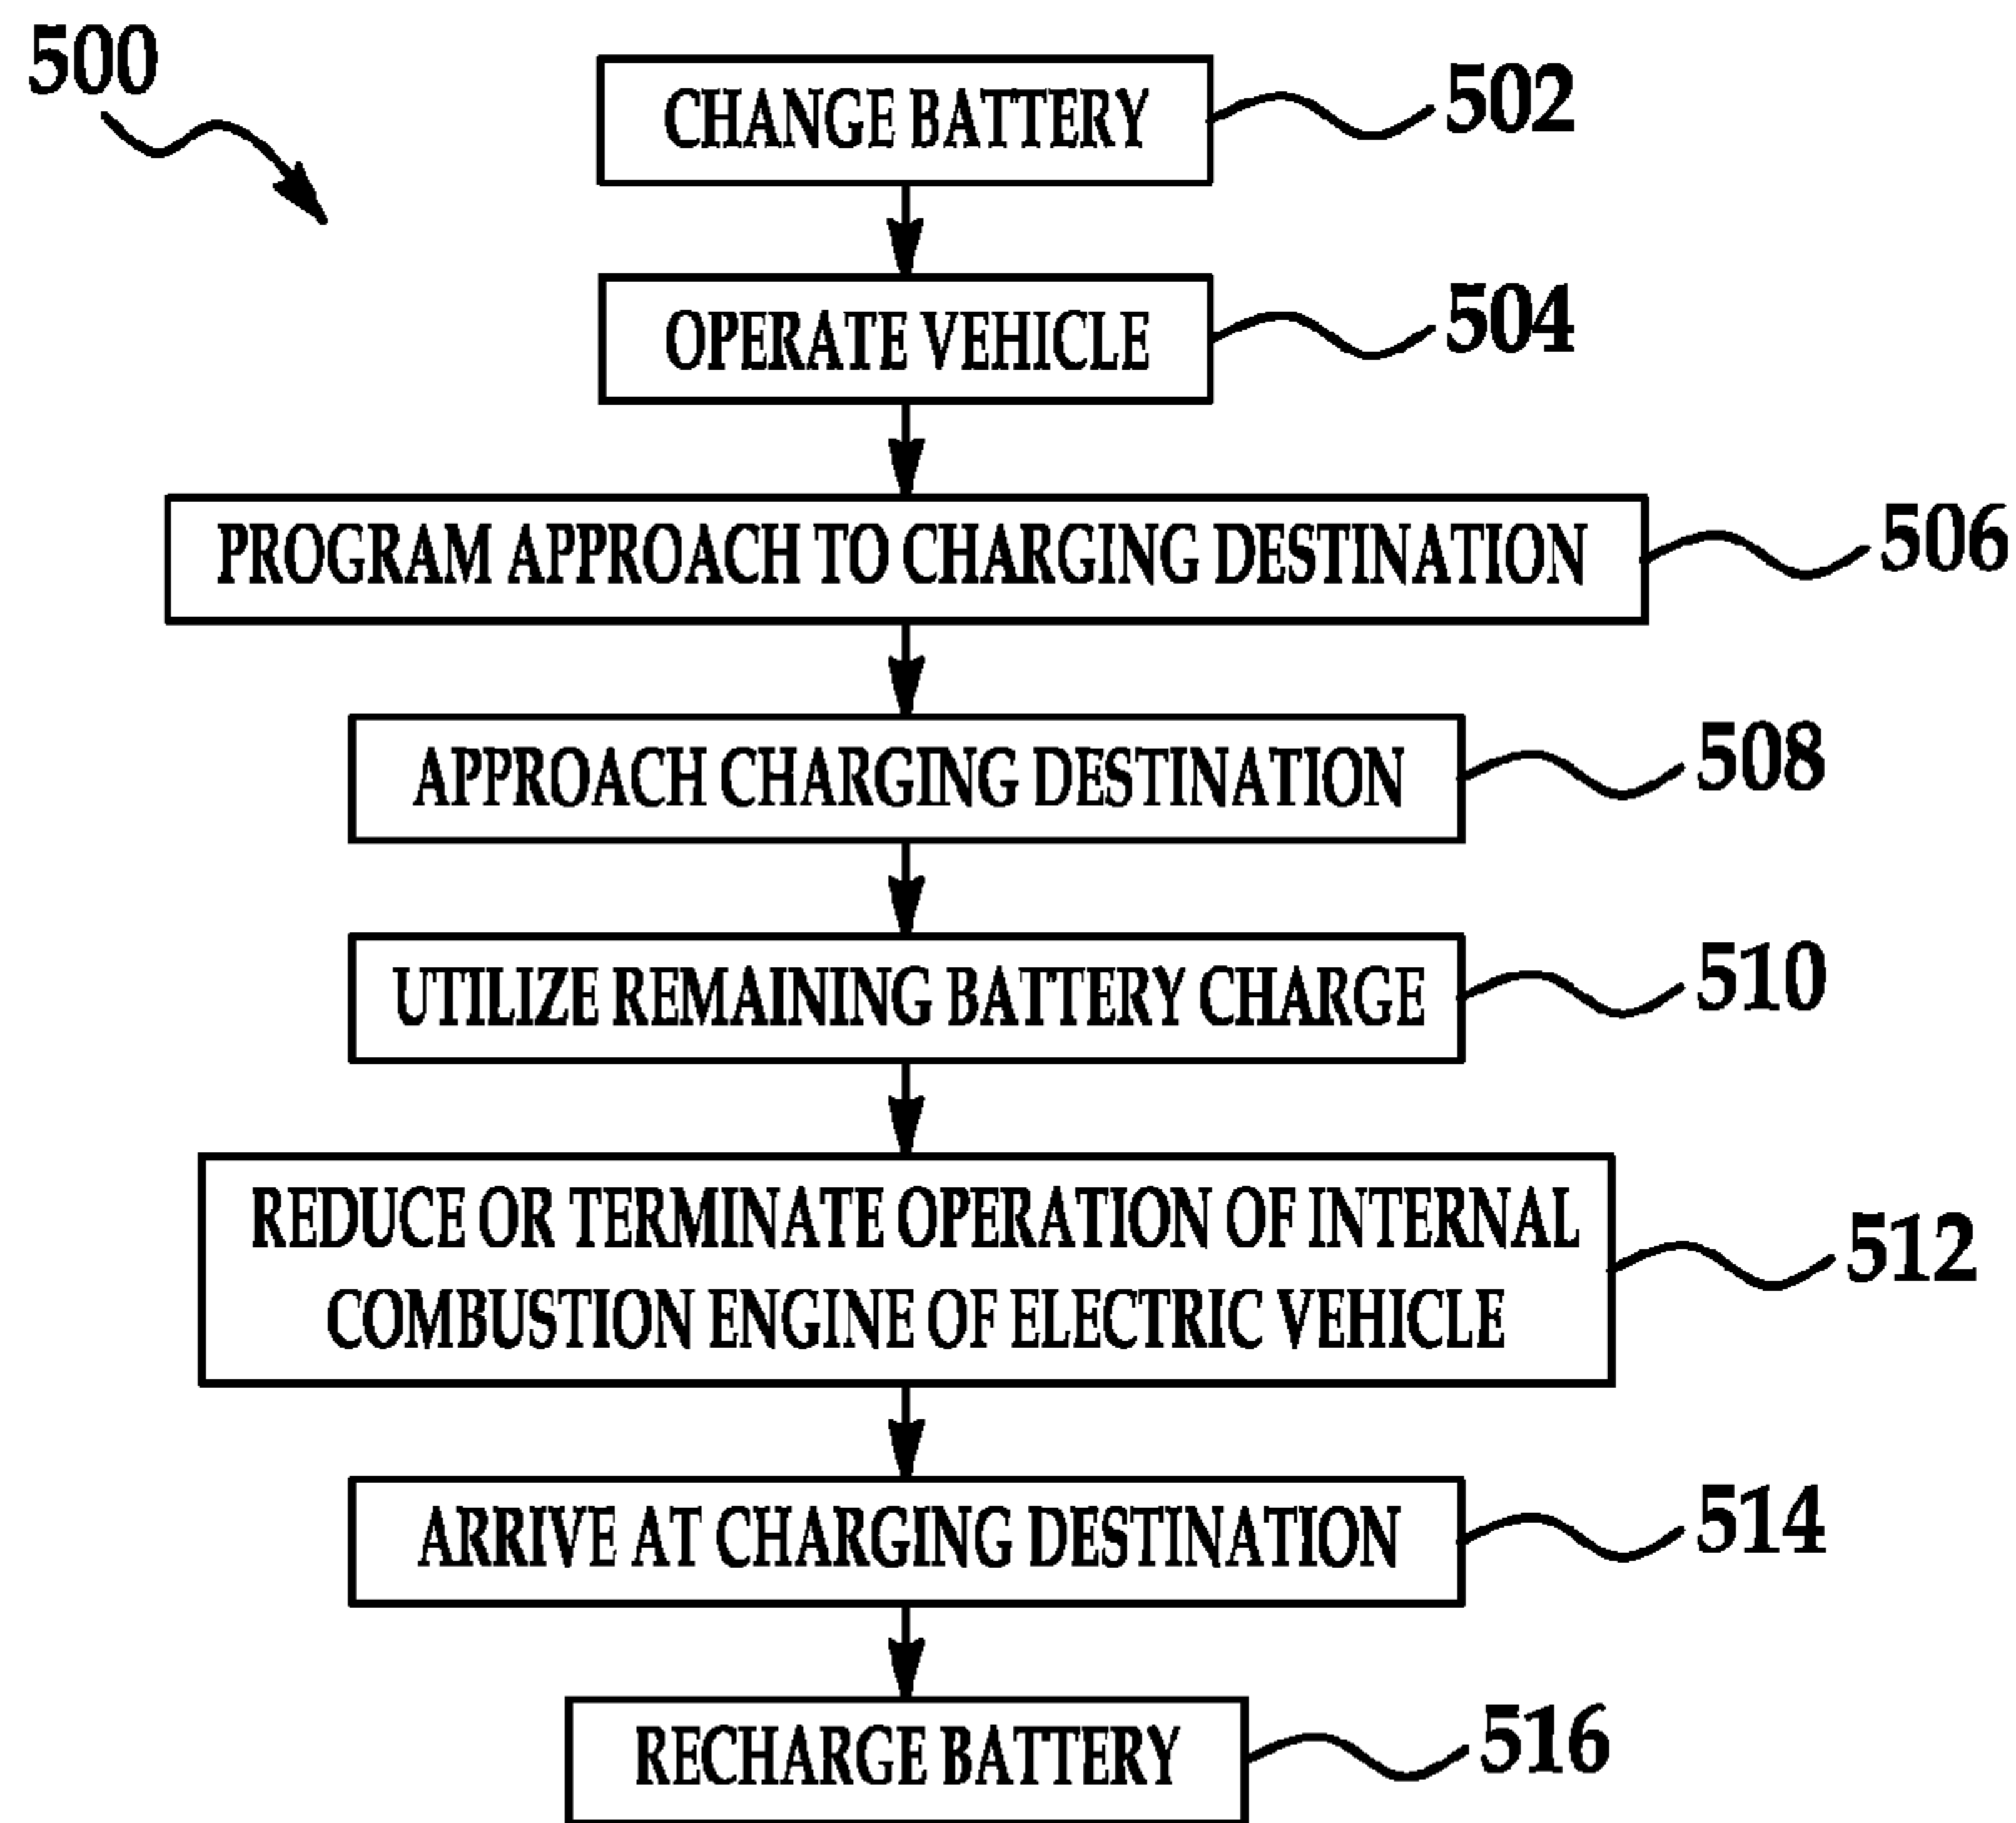 500
CHANGE BATTERY
502
OPERATE VEHICLE
504
PROGRAM APPROACH TO CHARGING DESTINATION
506
APPROACH CHARGING DESTINATION
508
UTILIZE REMAINING BATTERY CHARGE
510
REDUCE OR TERMINATE OPERATION OF INTERNAL
COMBUSTION ENGINE OF ELECTRIC VEHICLE
512
ARRIVE AT CHARGING DESTINATION
514
RECHARGE BATTERY
516